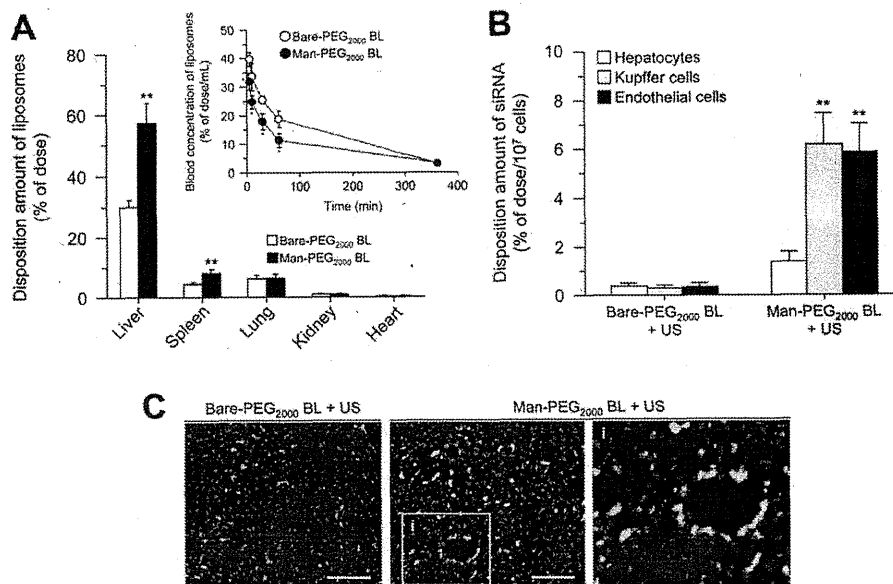 A
Disposition amount of liposomes
(% of dose)
80
60
40
20
0
**
**
Liver
Spleen
Lung
Kidney
Heart
Bare-PEG2000 BL
Man-PEG2000 BL
Blood concentration of liposomes
(% of dose/mL)
50
40
30
20
10
0
0
100
200
300
400
Time (min)
Bare-PEG2000 BL
Man-PEG2000 BL
B
Disposition amount of siRNA
(% of dose/10⁷ cells)
10
8
6
4
2
0
Hepatocytes
Kupffer cells
Endothelial cells
**
**
Bare-PEG2000 BL
+ US
Man-PEG2000 BL
+ US
C
Bare-PEG2000 BL + US
Man-PEG2000 BL + US
i
i